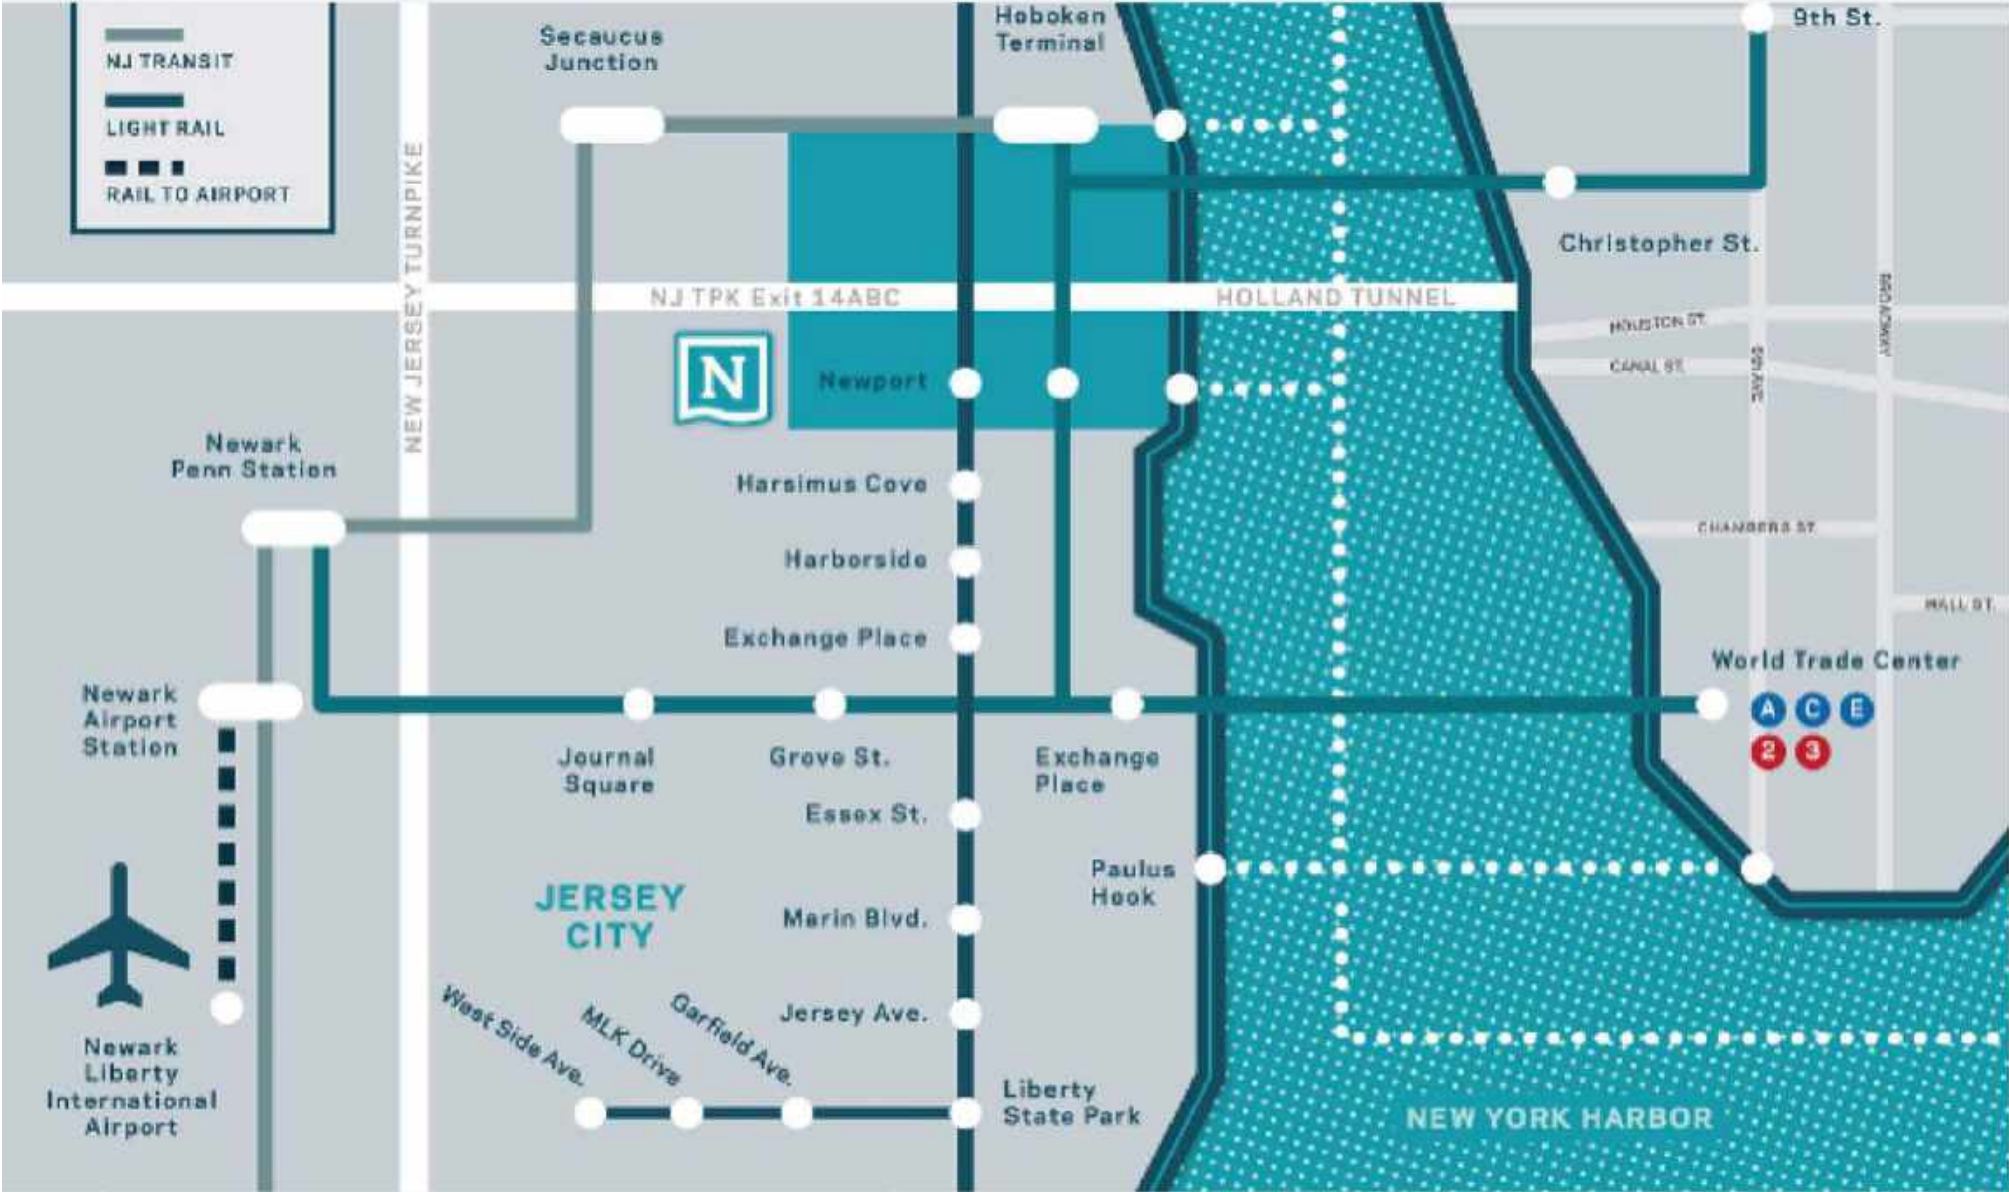 NJ TRANSIT
LIGHT RAIL
RAIL TO AIRPORT
NEW JERSEY TURNPIKE
Secaucus
Junction
Hoboken
Terminal
9th St.
Christopher St.
NJ TPK Exit 14ABC
HOLLAND TUNNEL
HOUSTON ST.
CANAL ST.
BROADWAY
N
Newport
Newark
Penn Station
Harsimus Cove
Harborside
Exchange Place
CHAMBERS ST.
WALL ST.
World Trade Center
A C E
2 3
Newark
Airport
Station
Journal
Square
Grove St.
Exchange
Place
Essex St.
Paulus
Hook
JERSEY
CITY
Marin Blvd.
Jersey Ave.
West Side Ave.
MLK Drive
Garfield Ave.
Liberty
State Park
Newark
Liberty
International
Airport
NEW YORK HARBOR